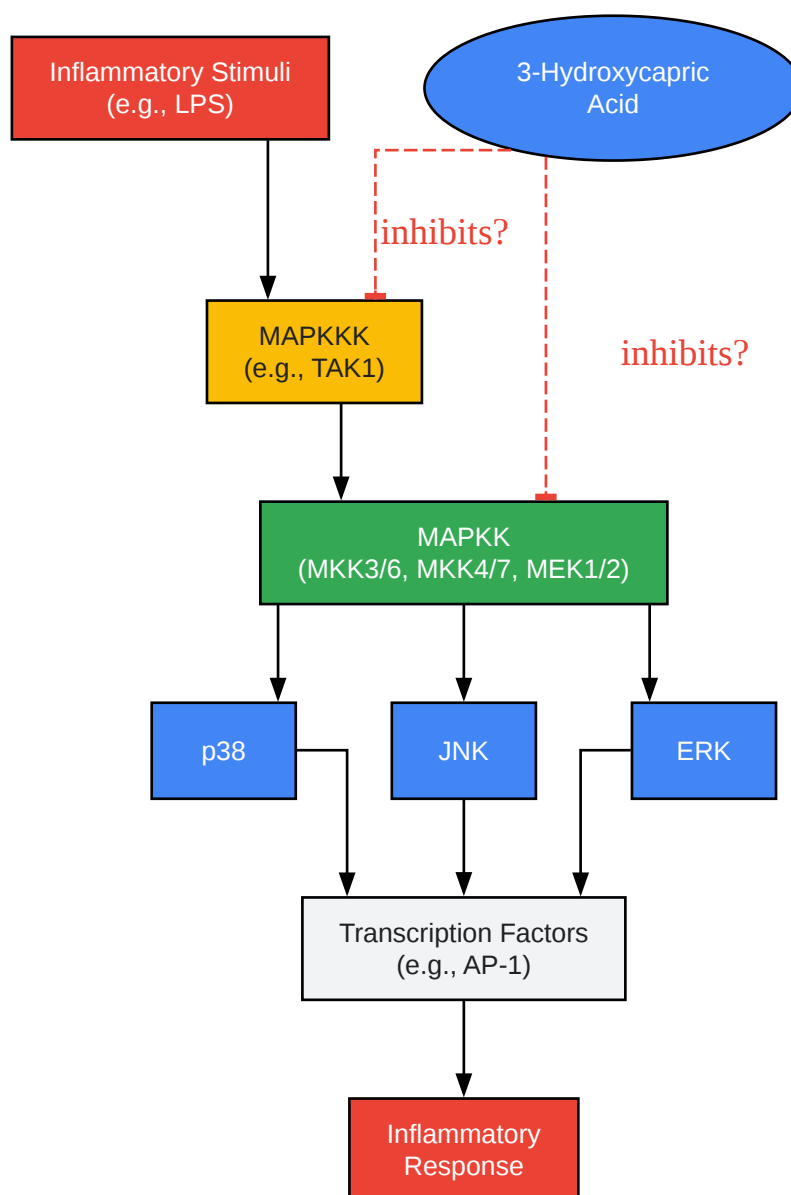 Inflammatory Stimuli
(e.g., LPS)
3-Hydroxycapric
Acid
inhibits?
MAPKKK
(e.g., TAK1)
inhibits?
MAPKK
(MKK3/6, MKK4/7, MEK1/2)
p38
JNK
ERK
Transcription Factors
(e.g., AP-1)
Inflammatory
Response